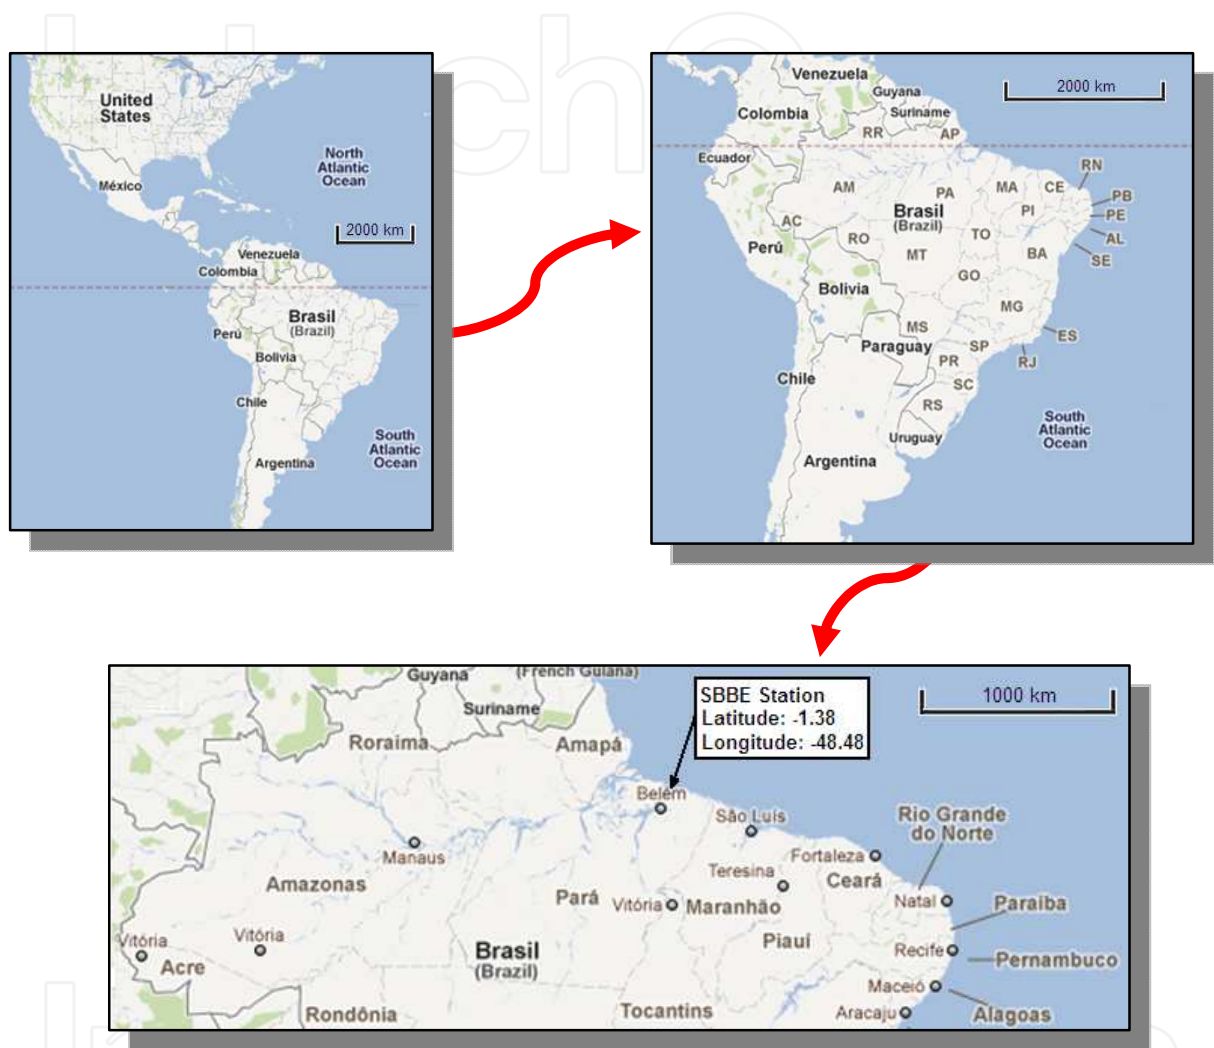 United
States
North
Atlantic
Ocean
México
2000 km
Venezuela
Colombia
Brasil
(Brazil)
Perú
Bolivia
Chile
South
Atlantic
Ocean
Argentina
Venezuela
2000 km
Guyana
Colombia
Suriname
RR
AP
Ecuador
RN
AM
PA
MA
CE
PB
Brasil
(Brazil)
PI
PE
AC
TO
AL
Perú
RO
MT
BA
SE
GO
Bolivia
MG
MS
ES
Paraguay
SP
PR
RJ
Chile
SC
RS
South
Atlantic
Ocean
Uruguay
Argentina
Guyana
(French Guiana)
SBBE Station
Latitude: -1.38
Longitude: -48.48
1000 km
Suriname
Roraima
Amapá
Belém
São Luís
Rio Grande
do Norte
Manaus
Fortaleza
Teresina
Ceará
Amazonas
Pará
Vitória
Maranhão
Natal
Paraíba
Vitória
Vitória
Piauí
Brasil
(Brazil)
Recife
Pernambuco
Acre
Maceió
Rondônia
Tocantins
Aracaju
Alagoas